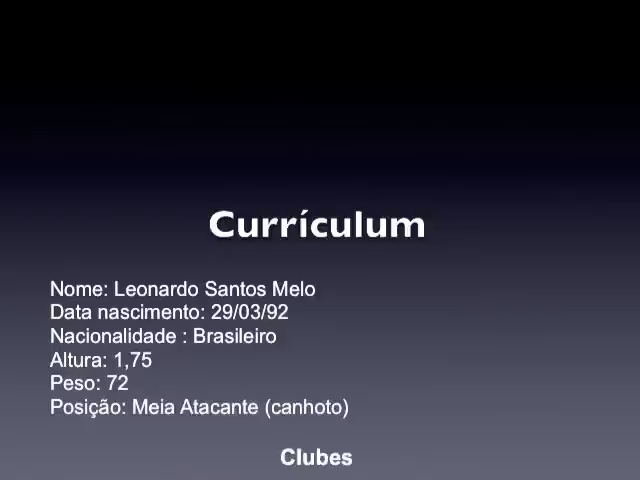 Currículum
Nome: Leonardo Santos Melo
Data nascimento: 29/03/92
Nacionalidade : Brasileiro
Altura: 1,75
Peso: 72
Posição: Meia Atacante (canhoto)
Clubes